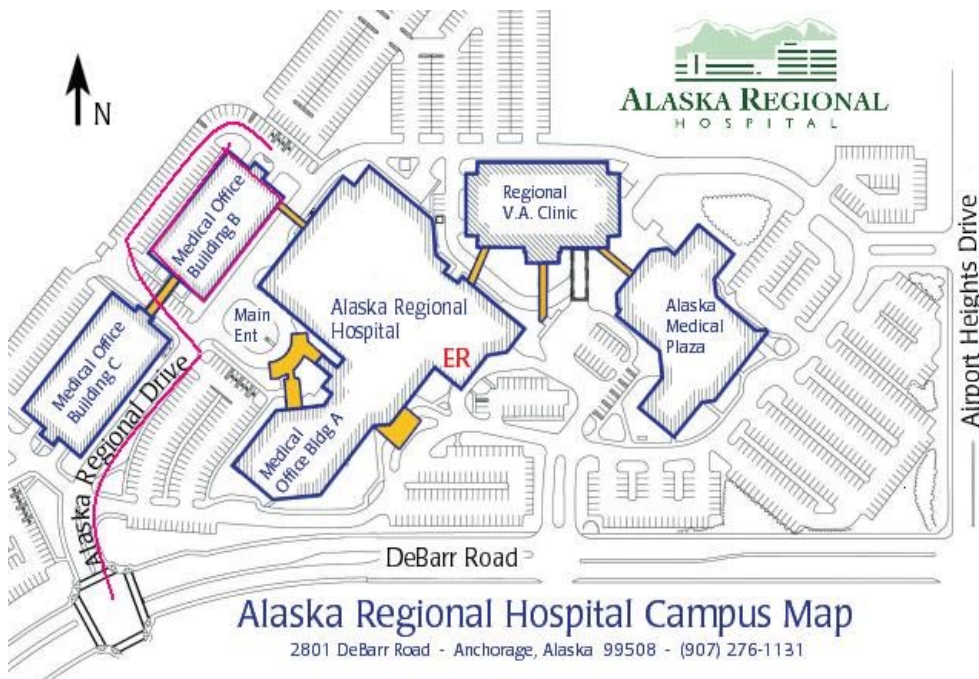 N
ALASKA REGIONAL
HOSPITAL
Medical Office
Building B
Regional
V.A. Clinic
Airport Heights Drive
Medical Office
Building C
Main
Ent
Alaska Regional
Hospital
Alaska
Medical
Plaza
ER
Medical
Office Bldg A
Alaska Regional Drive
DeBarr Road
Alaska Regional Hospital Campus Map
2801 DeBarr Road - Anchorage, Alaska 99508 - (907) 276-1131